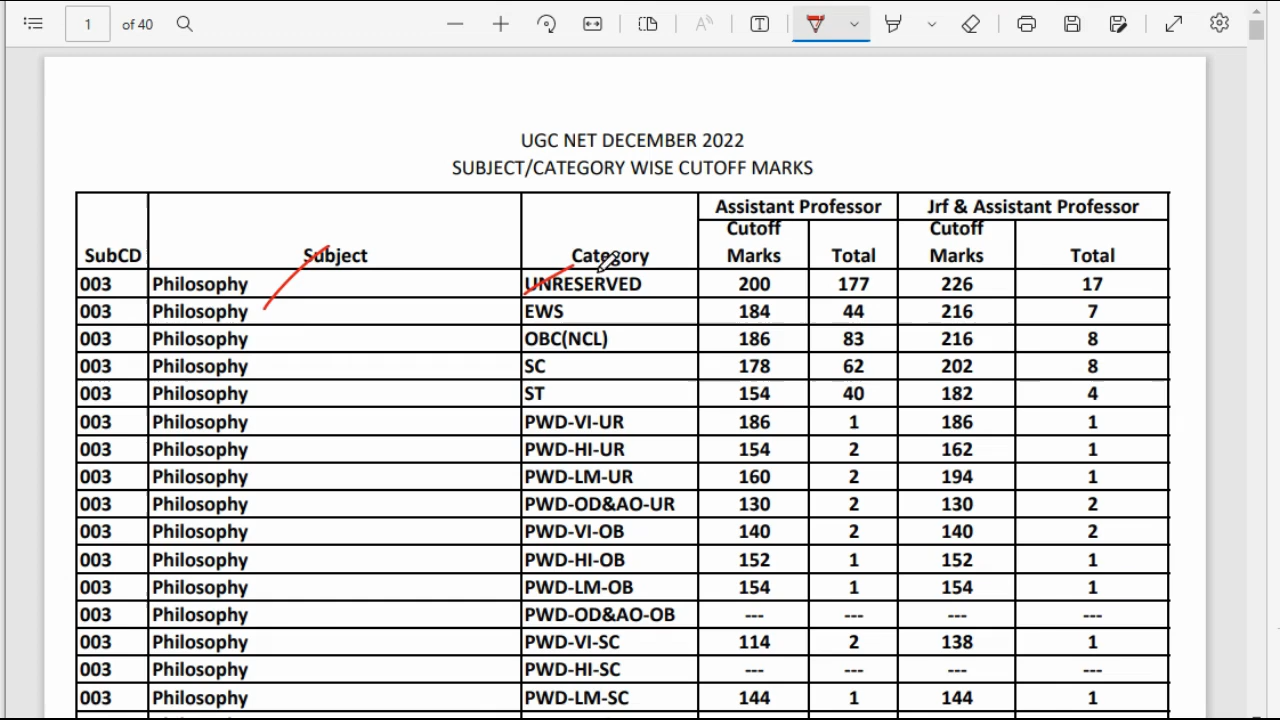 1 of 40
UGC NET DECEMBER 2022
SUBJECT/CATEGORY WISE CUTOFF MARKS
SubCD Subject Category Assistant Professor Cutoff Marks Total Jrf & Assistant Professor Cutoff Marks Total
003 Philosophy UNRESERVED 200 177 226 17
003 Philosophy EWS 184 44 216 7
003 Philosophy OBC(NCL) 186 83 216 8
003 Philosophy SC 178 62 202 8
003 Philosophy ST 154 40 182 4
003 Philosophy PWD-VI-UR 186 1 186 1
003 Philosophy PWD-HI-UR 154 2 162 1
003 Philosophy PWD-LM-UR 160 2 194 1
003 Philosophy PWD-OD&AO-UR 130 2 130 2
003 Philosophy PWD-VI-OB 140 2 140 2
003 Philosophy PWD-HI-OB 152 1 152 1
003 Philosophy PWD-LM-OB 154 1 154 1
003 Philosophy PWD-OD&AO-OB --- --- --- ---
003 Philosophy PWD-VI-SC 114 2 138 1
003 Philosophy PWD-HI-SC --- --- --- ---
003 Philosophy PWD-LM-SC 144 1 144 1